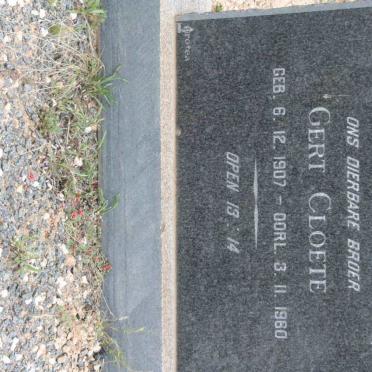 ONS DIERBARE BROER
GERT CLOETE
GEB. 6. 12. 1907 - OORL. 3. 11. 1980
OPEN 13 : 14